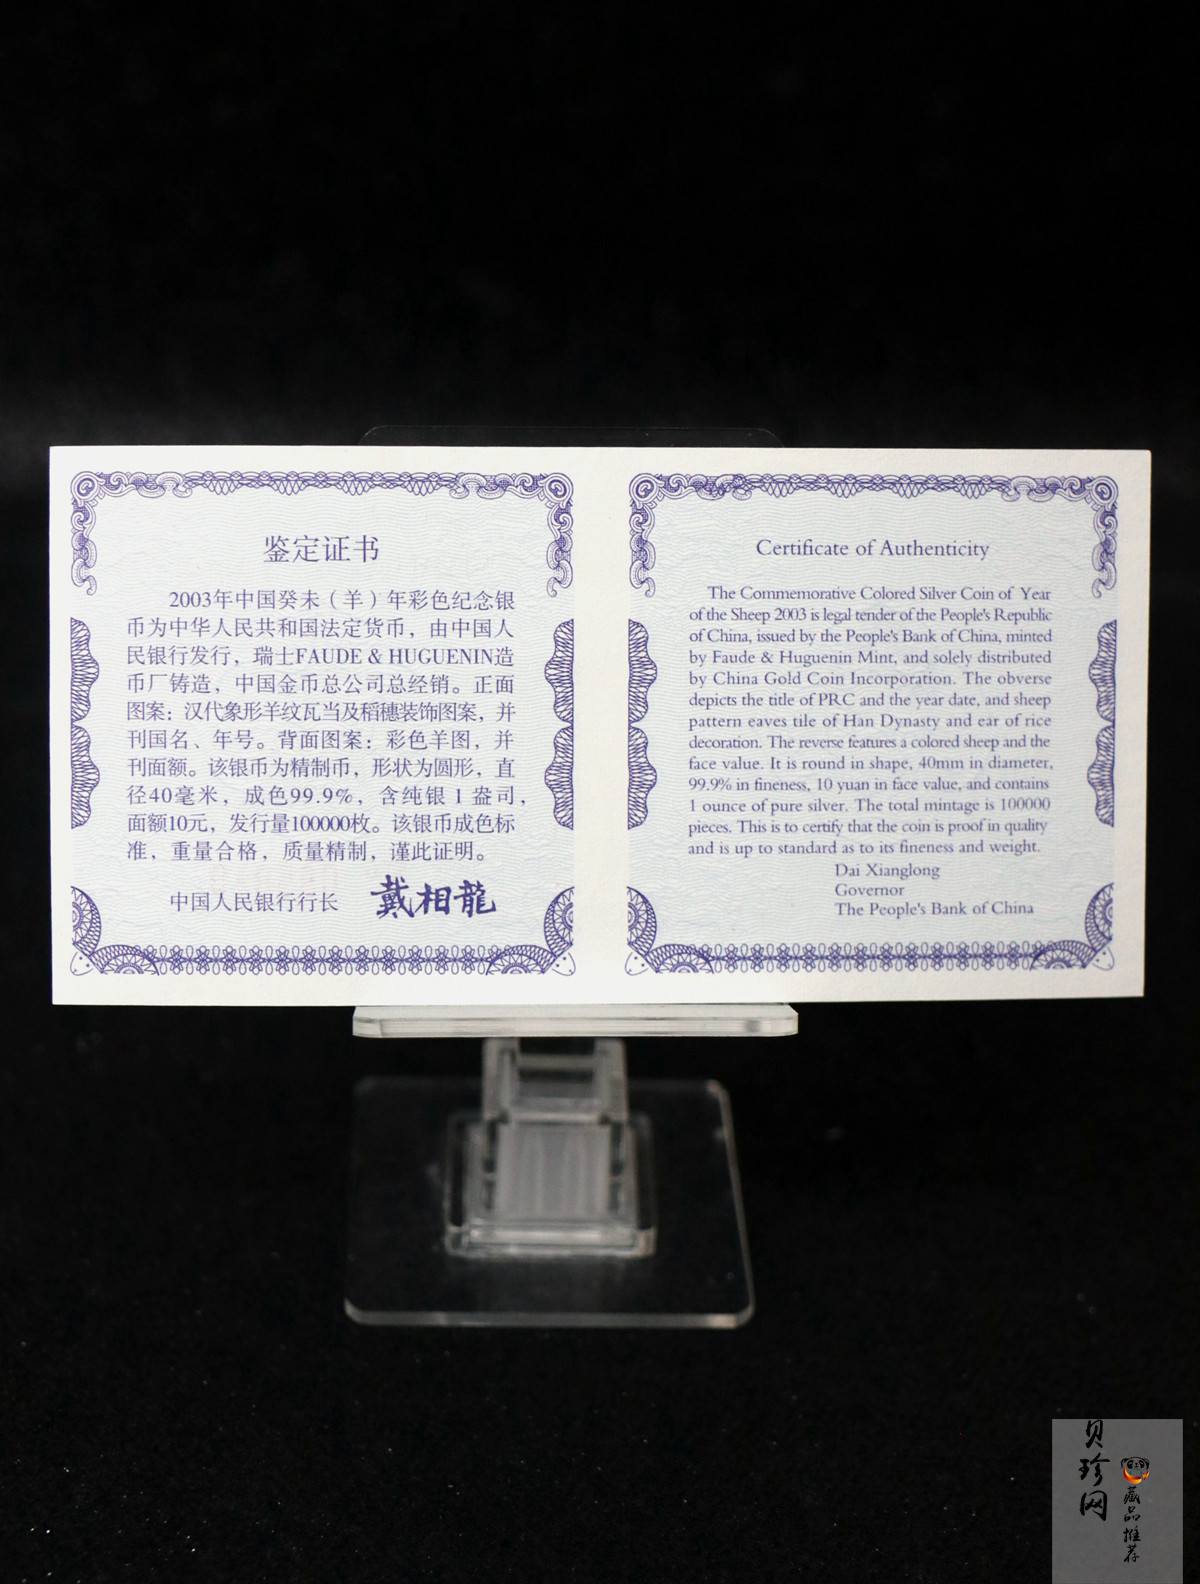 鉴定证书
2003年中国癸未（羊）年彩色纪念银
币为中华人民共和国法定货币，由中国人
民银行发行，瑞士FAUDE & HUGUENIN造
币厂铸造，中国金币总公司总经销。正面
图案：汉代象形羊纹瓦当及稻穗装饰图案，并
刊国名、年号。背面图案：彩色羊图，并
刊面额。该银币为精制币，形状为圆形，直
径40毫米，成色99.9%，含纯银1盎司，
面额10元，发行量100000枚。该银币成色标
准，重量合格，质量精制，谨此证明。
中国人民银行行长 戴相龍
Certificate of Authenticity
The Commemorative Colored Silver Coin of Year
of the Sheep 2003 is legal tender of the People's Republic
of China, issued by the People's Bank of China, minted
by Faude & Huguenin Mint, and solely distributed
by China Gold Coin Incorporation. The obverse
depicts the title of PRC and the year date, and sheep
pattern eaves tile of Han Dynasty and ear of rice
decoration. The reverse features a colored sheep and the
face value. It is round in shape, 40mm in diameter,
99.9% in fineness, 10 yuan in face value, and contains
1 ounce of pure silver. The total mintage is 100000
pieces. This is to certify that the coin is proof in quality
and is up to standard as to its fineness and weight.
Dai Xianglong
Governor
The People's Bank of China
贝珍网
藏品推荐